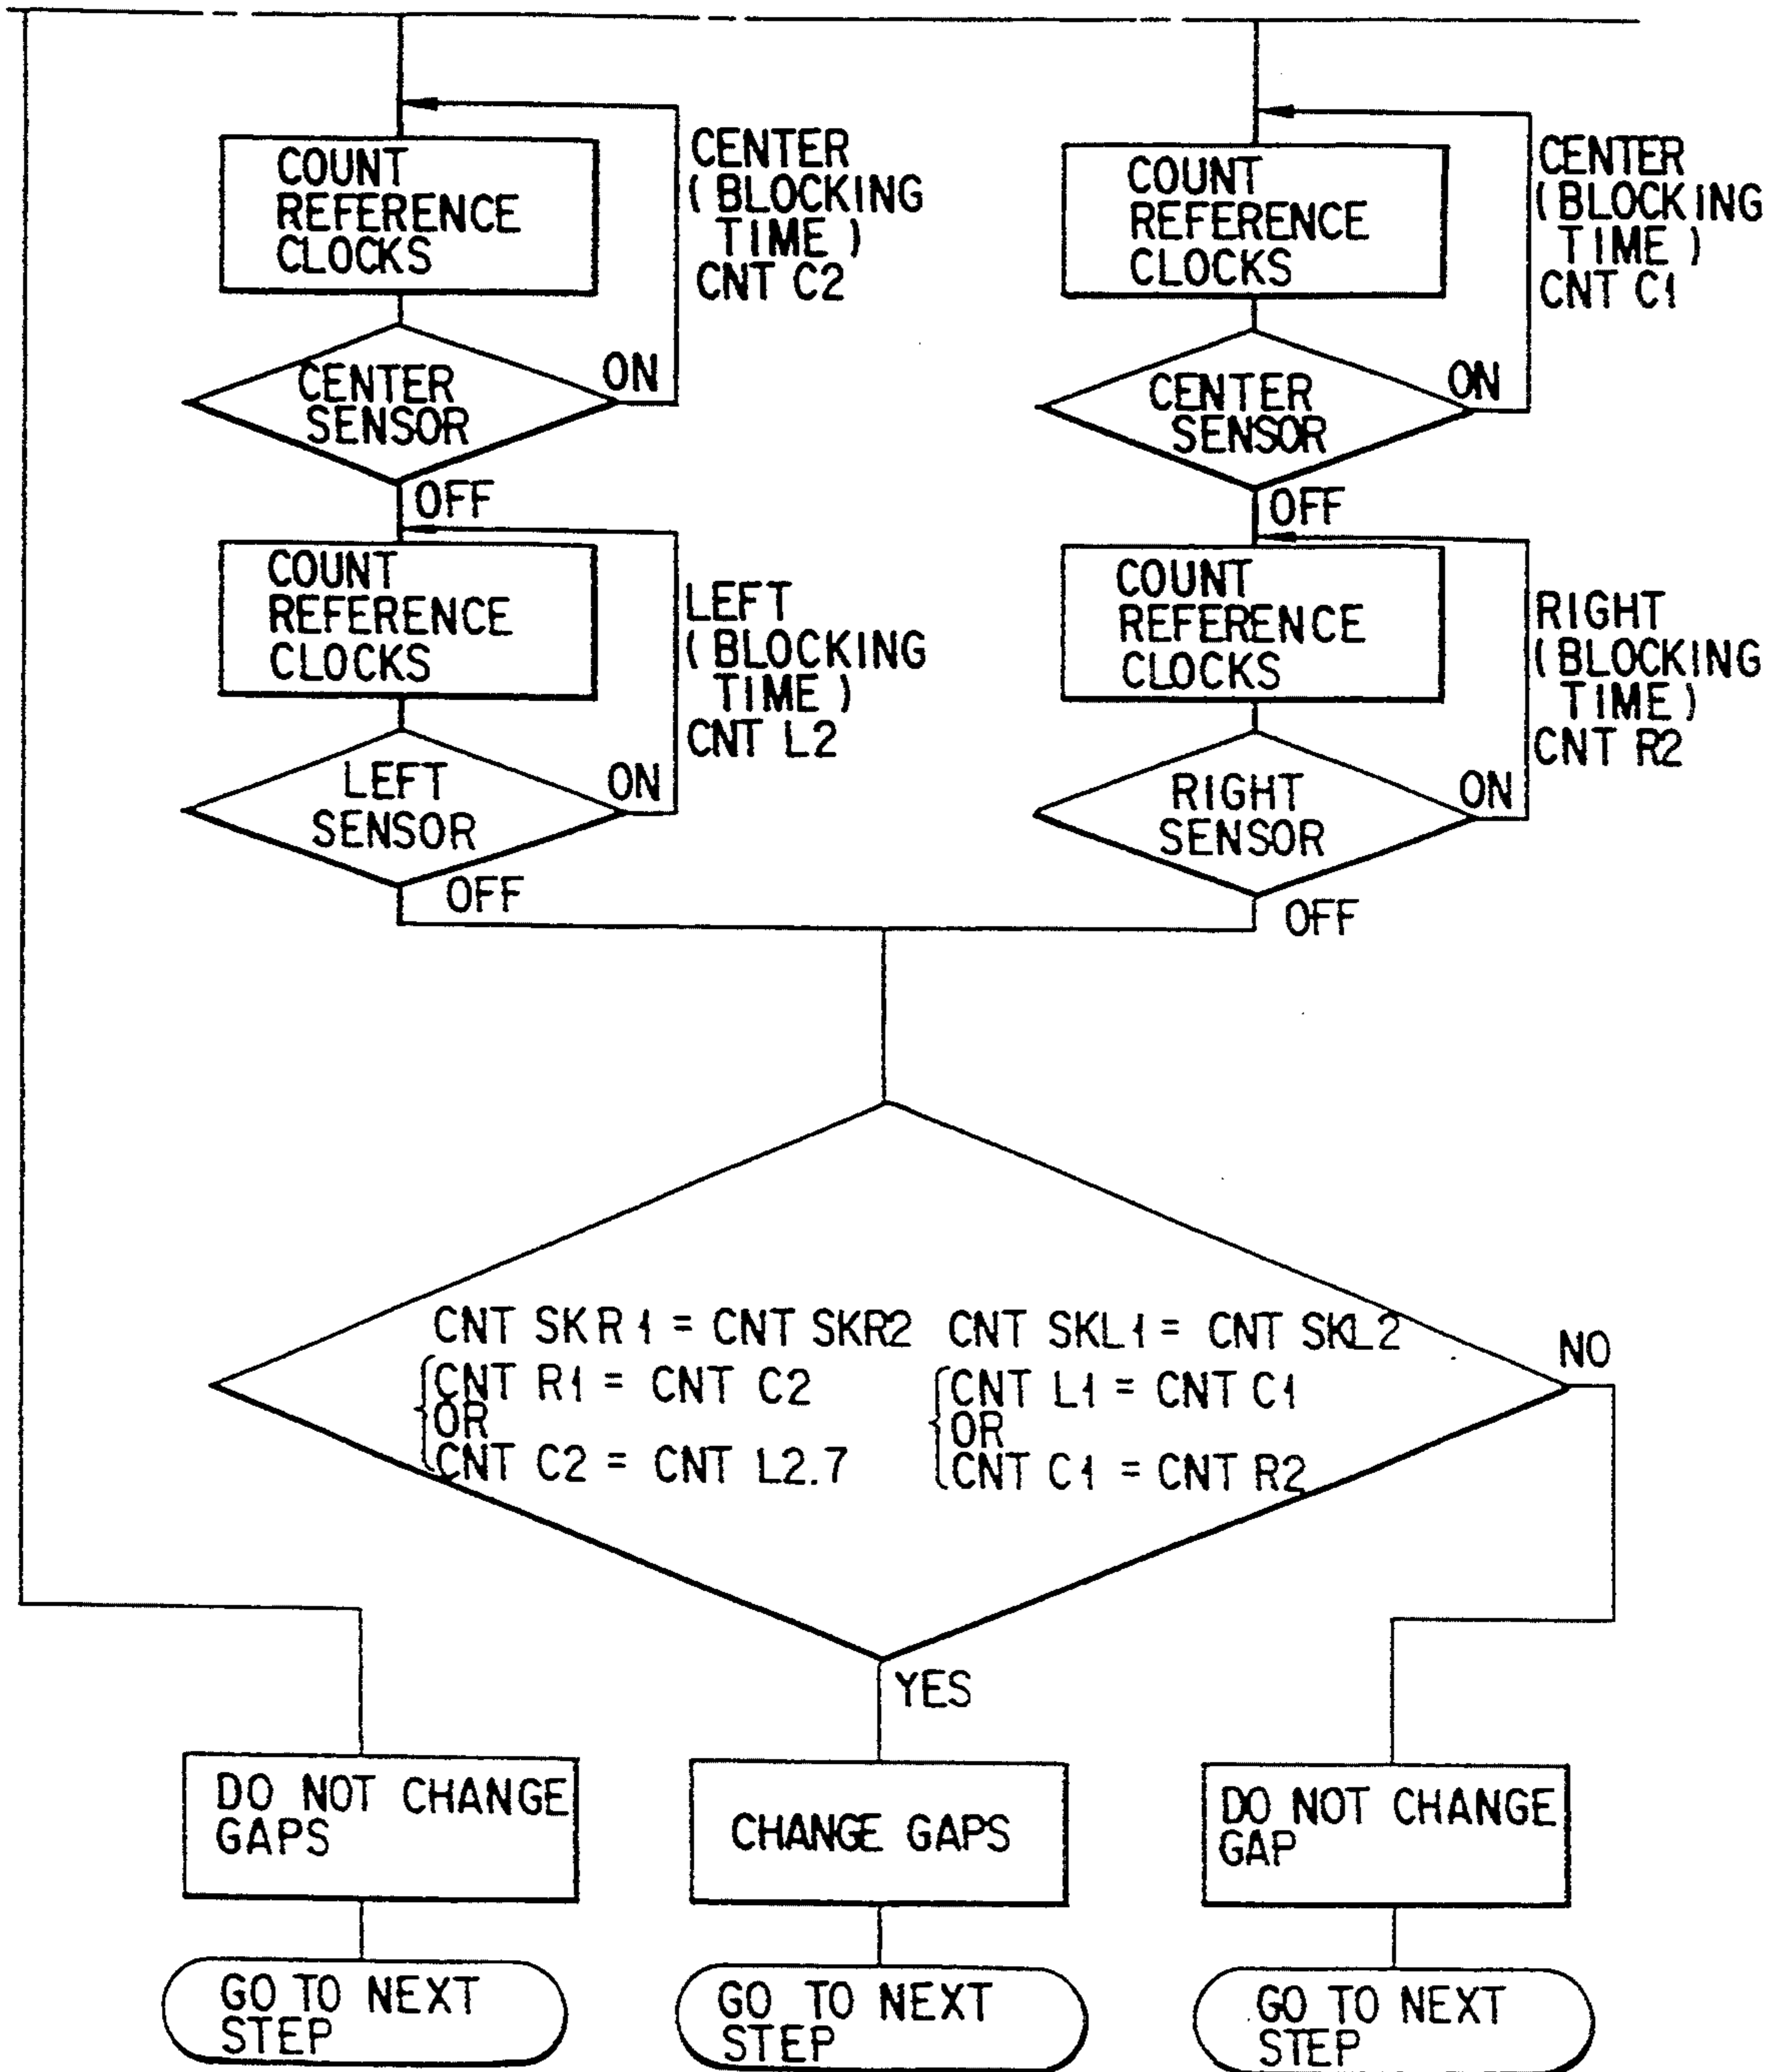 COUNT
REFERENCE
CLOCKS
CENTER
(BLOCKING
TIME)
CNT C2
CENTER
SENSOR
ON
OFF
COUNT
REFERENCE
CLOCKS
LEFT
(BLOCKING
TIME)
CNT L2
LEFT
SENSOR
ON
OFF
COUNT
REFERENCE
CLOCKS
CENTER
(BLOCKING
TIME)
CNT C1
CENTER
SENSOR
ON
OFF
COUNT
REFERENCE
CLOCKS
RIGHT
(BLOCKING
TIME)
CNT R2
RIGHT
SENSOR
ON
OFF
CNT SKR1 = CNT SKR2
CNT R1 = CNT C2
OR
CNT C2 = CNT L2.7
CNT SKL1 = CNT SKL2
CNT L1 = CNT C1
OR
CNT C1 = CNT R2
NO
YES
DO NOT CHANGE
GAPS
CHANGE GAPS
DO NOT CHANGE
GAP
GO TO NEXT
STEP
GO TO NEXT
STEP
GO TO NEXT
STEP